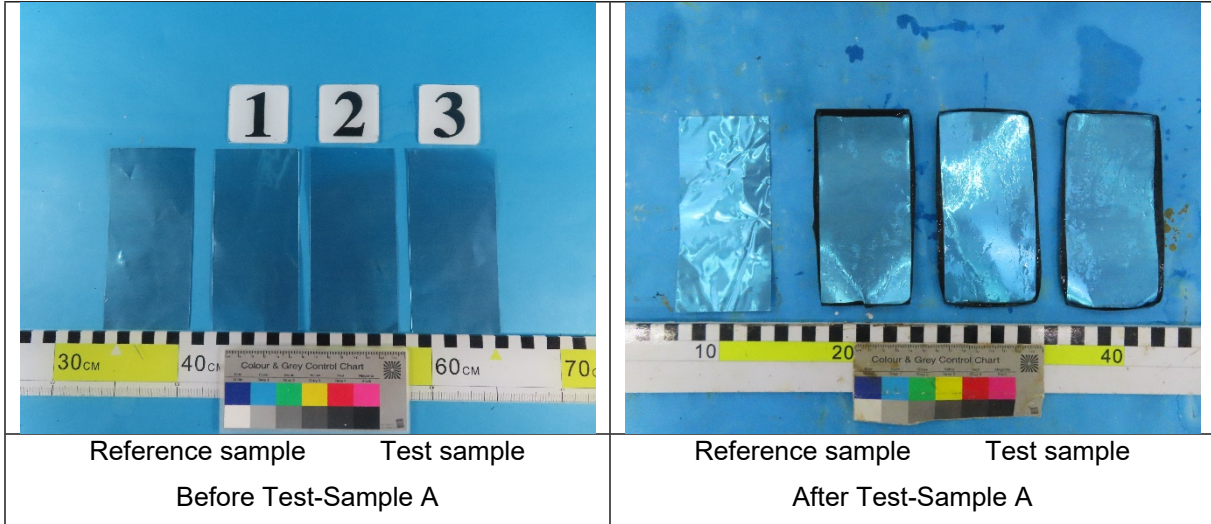 1 2 3
30CM 40CM 60CM 70C
Colour & Grey Control Chart
10 20 40
Colour & Grey Control Chart
Reference sample Test sample
Before Test-Sample A
Reference sample Test sample
After Test-Sample A